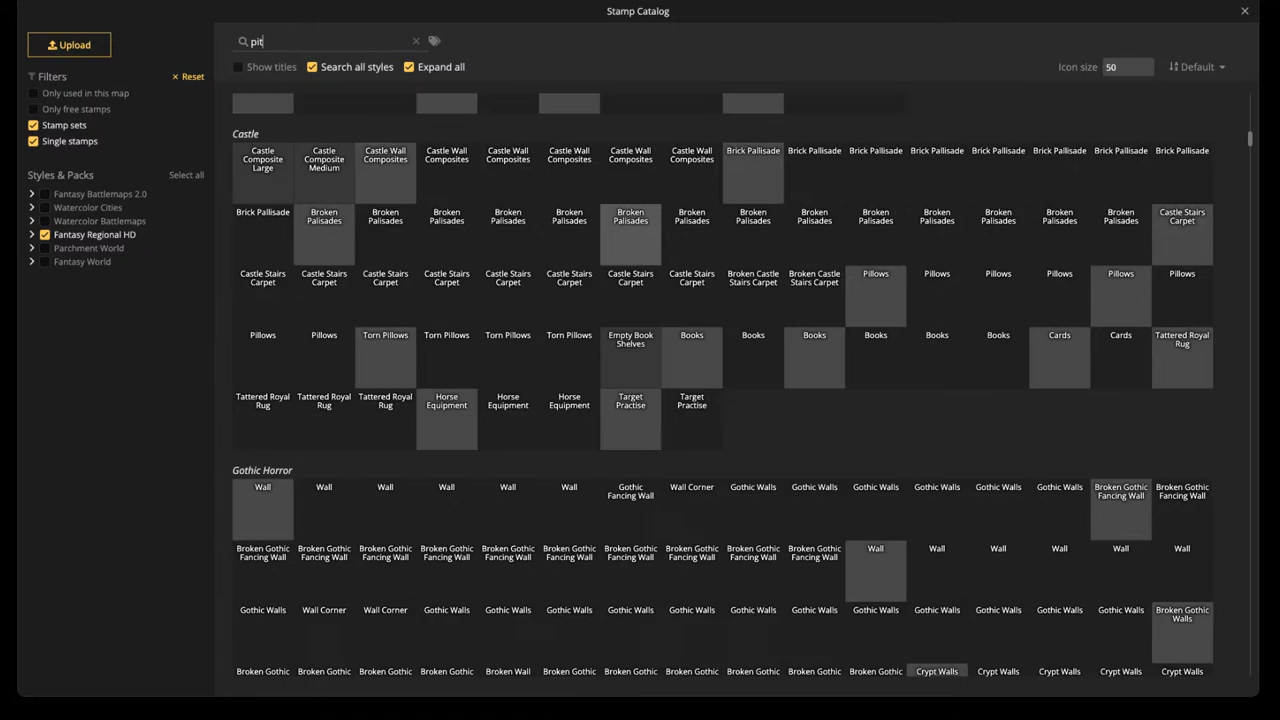 Stamp Catalog
Upload
pit
Show titles
Search all styles
Expand all
Icon size
50
Default
Filters
Reset
Only used in this map
Only free stamps
Stamp sets
Single stamps
Styles & Packs
Select all
Fantasy Battlemaps 2.0
Watercolor Cities
Watercolor Battlemaps
Fantasy Regional HD
Parchment World
Fantasy World
Castle
Castle Composite Large
Castle Composite Medium
Castle Wall Composites
Castle Wall Composites
Castle Wall Composites
Castle Wall Composites
Castle Wall Composites
Castle Wall Composites
Brick Pallisade
Brick Pallisade
Brick Pallisade
Brick Pallisade
Brick Pallisade
Brick Pallisade
Brick Pallisade
Brick Pallisade
Brick Pallisade
Broken Palisades
Broken Palisades
Broken Palisades
Broken Palisades
Broken Palisades
Broken Palisades
Broken Palisades
Broken Palisades
Broken Palisades
Broken Palisades
Broken Palisades
Broken Palisades
Broken Palisades
Broken Palisades
Castle Stairs Carpet
Castle Stairs Carpet
Castle Stairs Carpet
Castle Stairs Carpet
Castle Stairs Carpet
Castle Stairs Carpet
Castle Stairs Carpet
Castle Stairs Carpet
Castle Stairs Carpet
Broken Castle Stairs Carpet
Broken Castle Stairs Carpet
Pillows
Pillows
Pillows
Pillows
Pillows
Pillows
Pillows
Pillows
Torn Pillows
Torn Pillows
Torn Pillows
Torn Pillows
Empty Book Shelves
Books
Books
Books
Books
Books
Books
Cards
Cards
Tattered Royal Rug
Tattered Royal Rug
Tattered Royal Rug
Tattered Royal Rug
Horse Equipment
Horse Equipment
Horse Equipment
Target Practise
Target Practise
Gothic Horror
Wall
Wall
Wall
Wall
Wall
Wall
Gothic Fancing Wall
Wall Corner
Gothic Walls
Gothic Walls
Gothic Walls
Gothic Walls
Gothic Walls
Gothic Walls
Broken Gothic Fancing Wall
Broken Gothic Fancing Wall
Broken Gothic Fancing Wall
Broken Gothic Fancing Wall
Broken Gothic Fancing Wall
Broken Gothic Fancing Wall
Broken Gothic Fancing Wall
Broken Gothic Fancing Wall
Broken Gothic Fancing Wall
Broken Gothic Fancing Wall
Broken Gothic Fancing Wall
Broken Gothic Fancing Wall
Wall
Wall
Wall
Wall
Wall
Wall
Gothic Walls
Wall Corner
Wall Corner
Gothic Walls
Gothic Walls
Gothic Walls
Gothic Walls
Gothic Walls
Gothic Walls
Gothic Walls
Gothic Walls
Gothic Walls
Gothic Walls
Gothic Walls
Gothic Walls
Broken Gothic Walls
Broken Gothic
Broken Gothic
Broken Gothic
Broken Gothic
Broken Wall
Broken Gothic
Broken Gothic
Broken Gothic
Broken Gothic
Broken Gothic
Broken Gothic
Crypt Walls
Crypt Walls
Crypt Walls
Crypt Walls
Crypt Walls